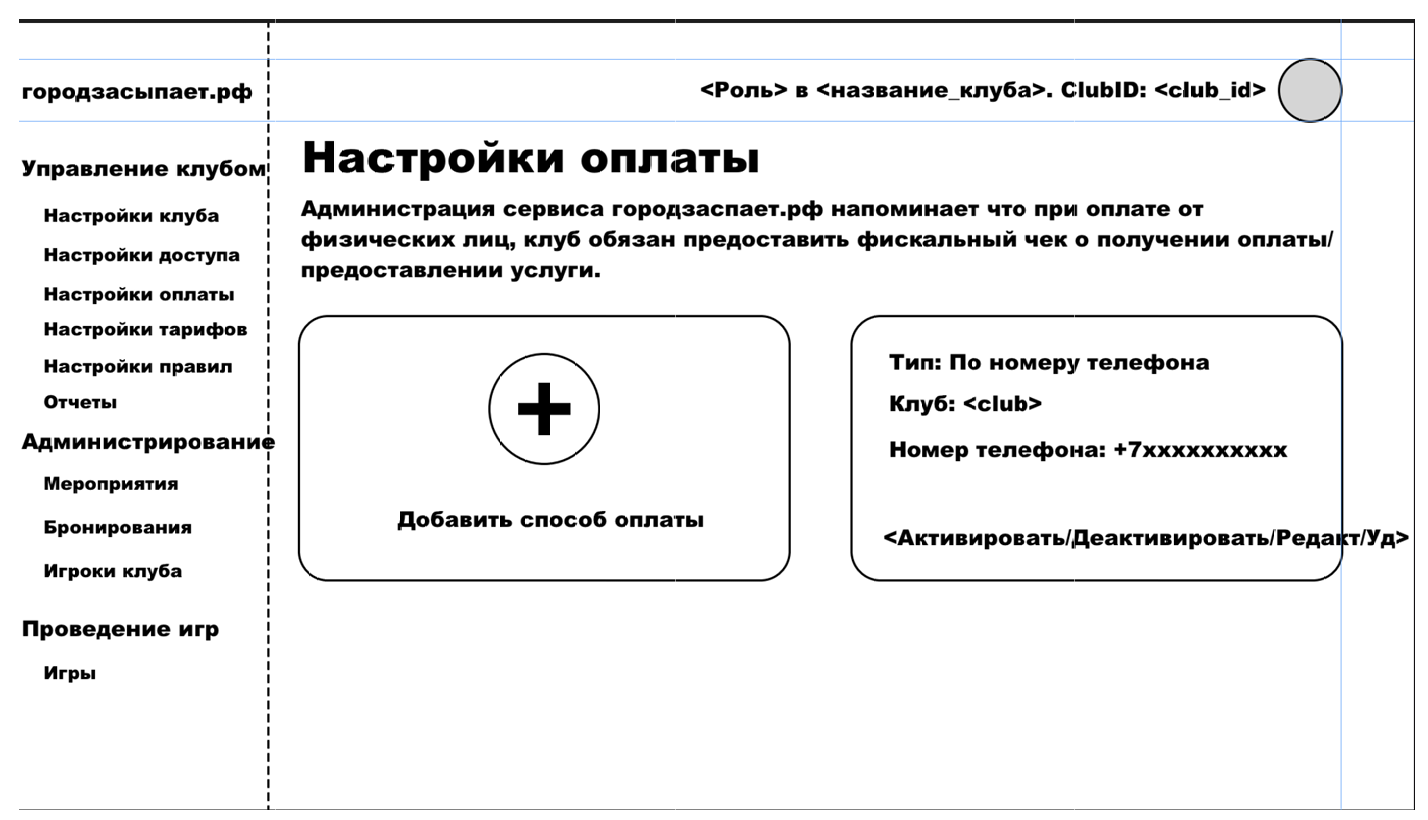 городзасыпает.рф
<Роль> в <название_клуба>. ClubID: <club_id>
Управление клубом
Настройки клуба
Настройки доступа
Настройки оплаты
Настройки тарифов
Настройки правил
Отчеты
Администрирование
Мероприятия
Бронирования
Игроки клуба
Проведение игр
Игры
Настройки оплаты
Администрация сервиса городзаспает.рф напоминает что при оплате от
физических лиц, клуб обязан предоставить фискальный чек о получении оплаты/
предоставлении услуги.
Добавить способ оплаты
Тип: По номеру телефона
Клуб: <club>
Номер телефона: +7xxxxxxxxxx
<Активировать/Деактивировать/Редакт/Уд>